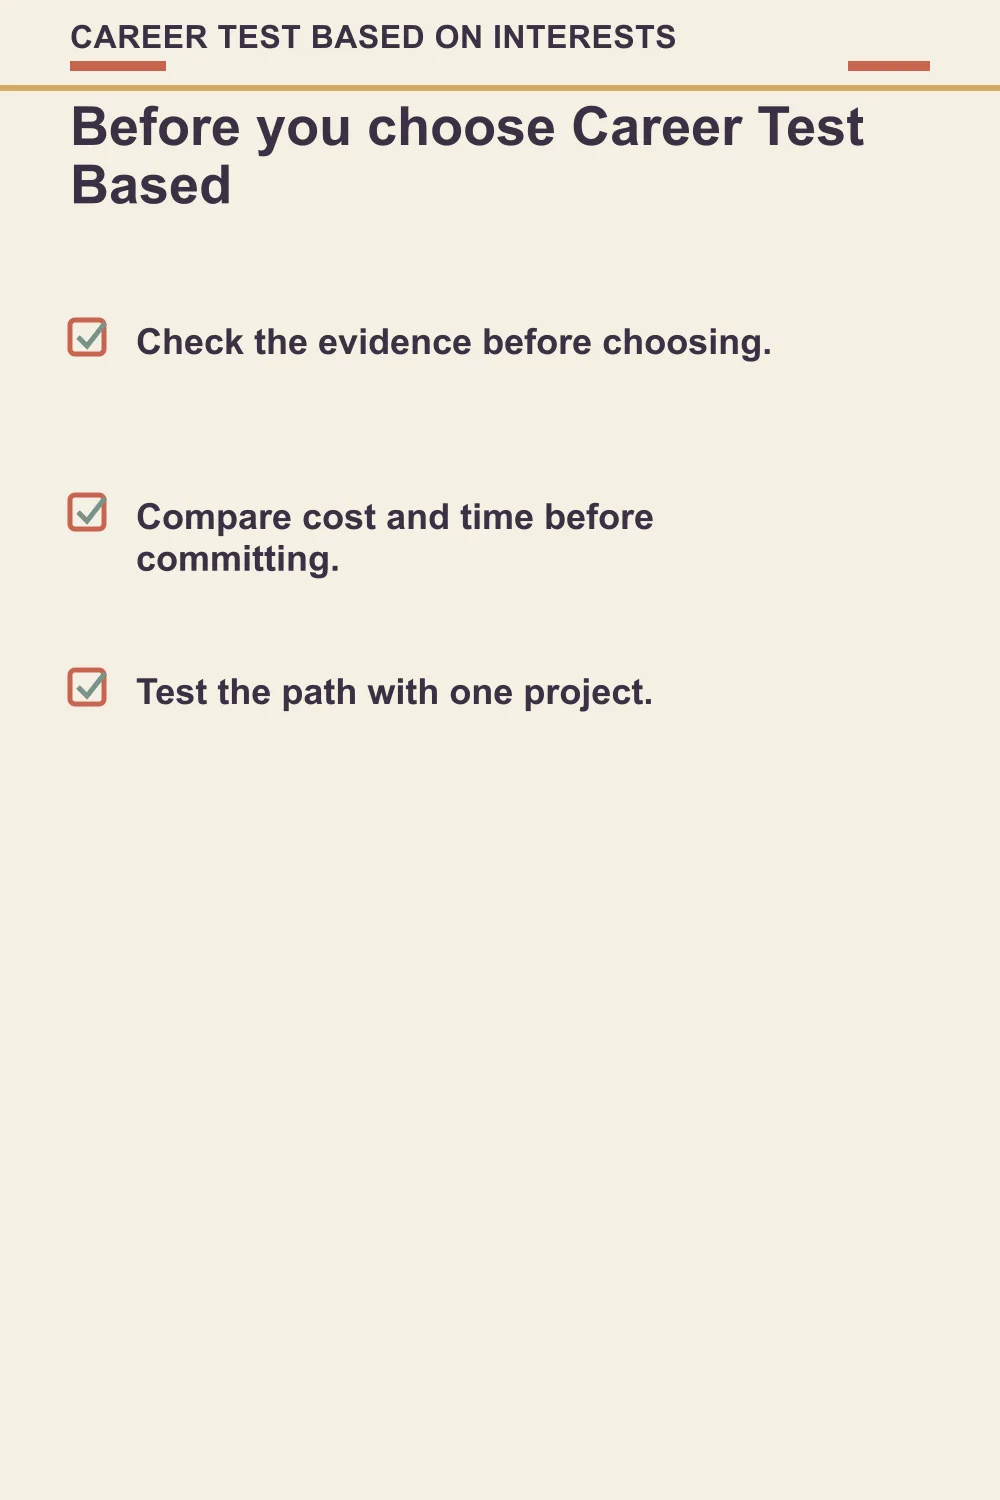 CAREER TEST BASED ON INTERESTS
Before you choose Career Test
Based
Check the evidence before choosing.
Compare cost and time before
committing.
Test the path with one project.